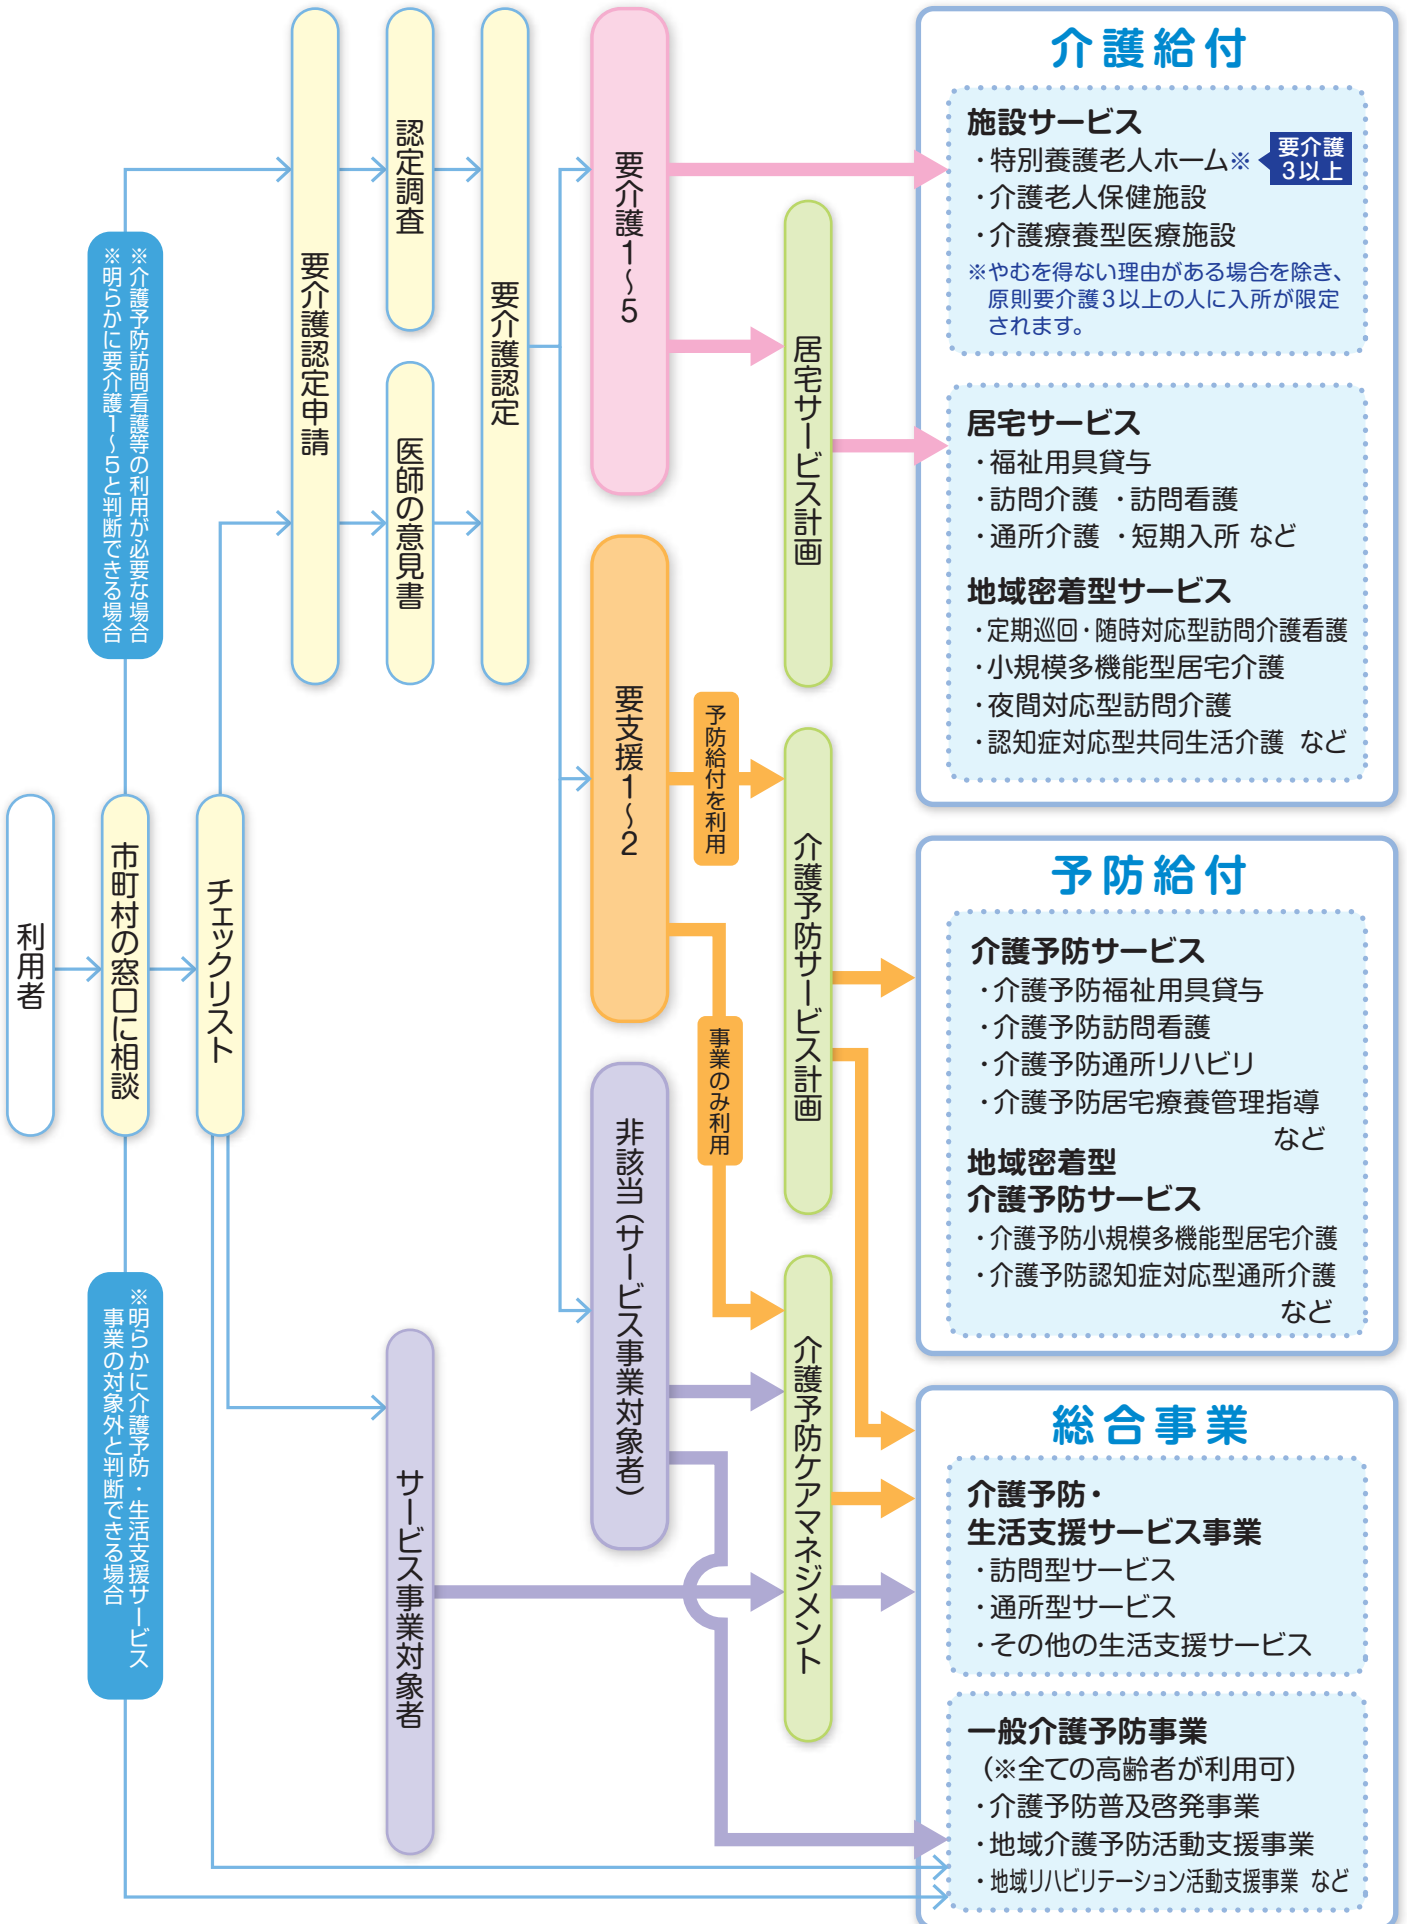 利用者
市町村の窓口に相談
チェックリスト
※介護予防訪問看護等の利用が必要な場合
※明らかに要介護1～5と判断できる場合
※明らかに介護予防・生活支援サービス
事業の対象外と判断できる場合
要介護認定申請
認定調査
医師の意見書
要介護認定
サービス事業対象者
要介護1～5
要支援1～2
非該当(サービス事業対象者)
予防給付を利用
事業のみ利用
居宅サービス計画
介護予防サービス計画
介護予防ケアマネジメント
介護給付
施設サービス
・特別養護老人ホーム※
要介護
3以上
・介護老人保健施設
・介護療養型医療施設
※やむを得ない理由がある場合を除き、
原則要介護3以上の人に入所が限定
されます。
居宅サービス
・福祉用具貸与
・訪問介護 ・訪問看護
・通所介護 ・短期入所 など
地域密着型サービス
・定期巡回・随時対応型訪問介護看護
・小規模多機能型居宅介護
・夜間対応型訪問介護
・認知症対応型共同生活介護 など
予防給付
介護予防サービス
・介護予防福祉用具貸与
・介護予防訪問看護
・介護予防通所リハビリ
・介護予防居宅療養管理指導
など
地域密着型
介護予防サービス
・介護予防小規模多機能型居宅介護
・介護予防認知症対応型通所介護
など
総合事業
介護予防・
生活支援サービス事業
・訪問型サービス
・通所型サービス
・その他の生活支援サービス
一般介護予防事業
(※全ての高齢者が利用可)
・介護予防普及啓発事業
・地域介護予防活動支援事業
・地域リハビリテーション活動支援事業 など